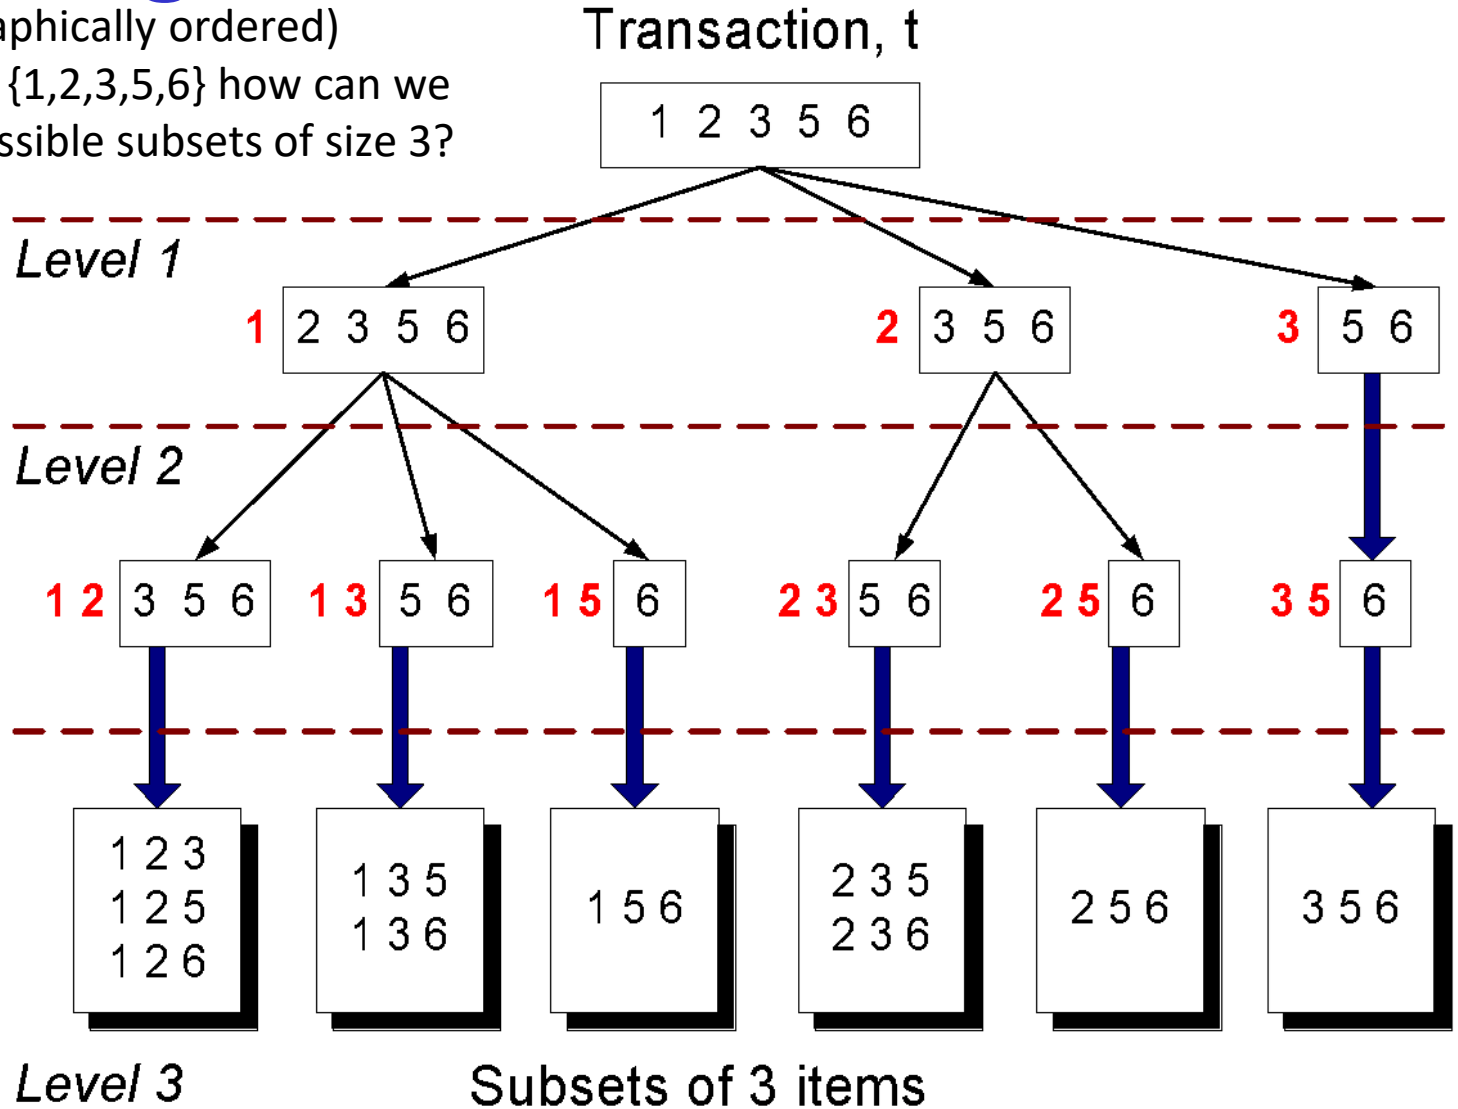 aphically ordered)
{1,2,3,5,6} how can we
ssible subsets of size 3?
Transaction, t
1 2 3 5 6
Level 1
1 2 3 5 6
2 3 5 6
3 5 6
Level 2
1 2 3 5 6
1 3 5 6
1 5 6
2 3 5 6
2 5 6
3 5 6
1 2 3
1 2 5
1 2 6
1 3 5
1 3 6
1 5 6
2 3 5
2 3 6
2 5 6
3 5 6
Level 3
Subsets of 3 items